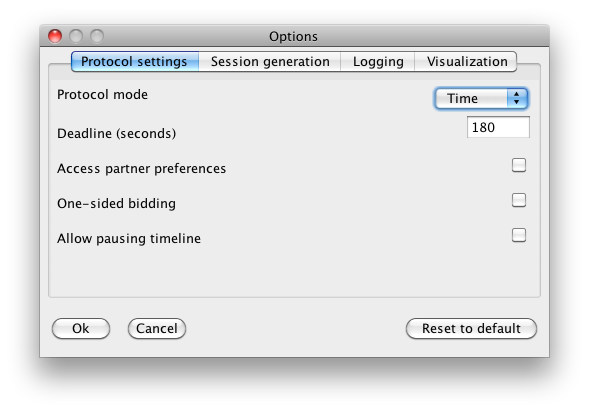 Options
Protocol settings Session generation Logging Visualization
Protocol mode Time
Deadline (seconds) 180
Access partner preferences
One-sided bidding
Allow pausing timeline
Ok Cancel Reset to default